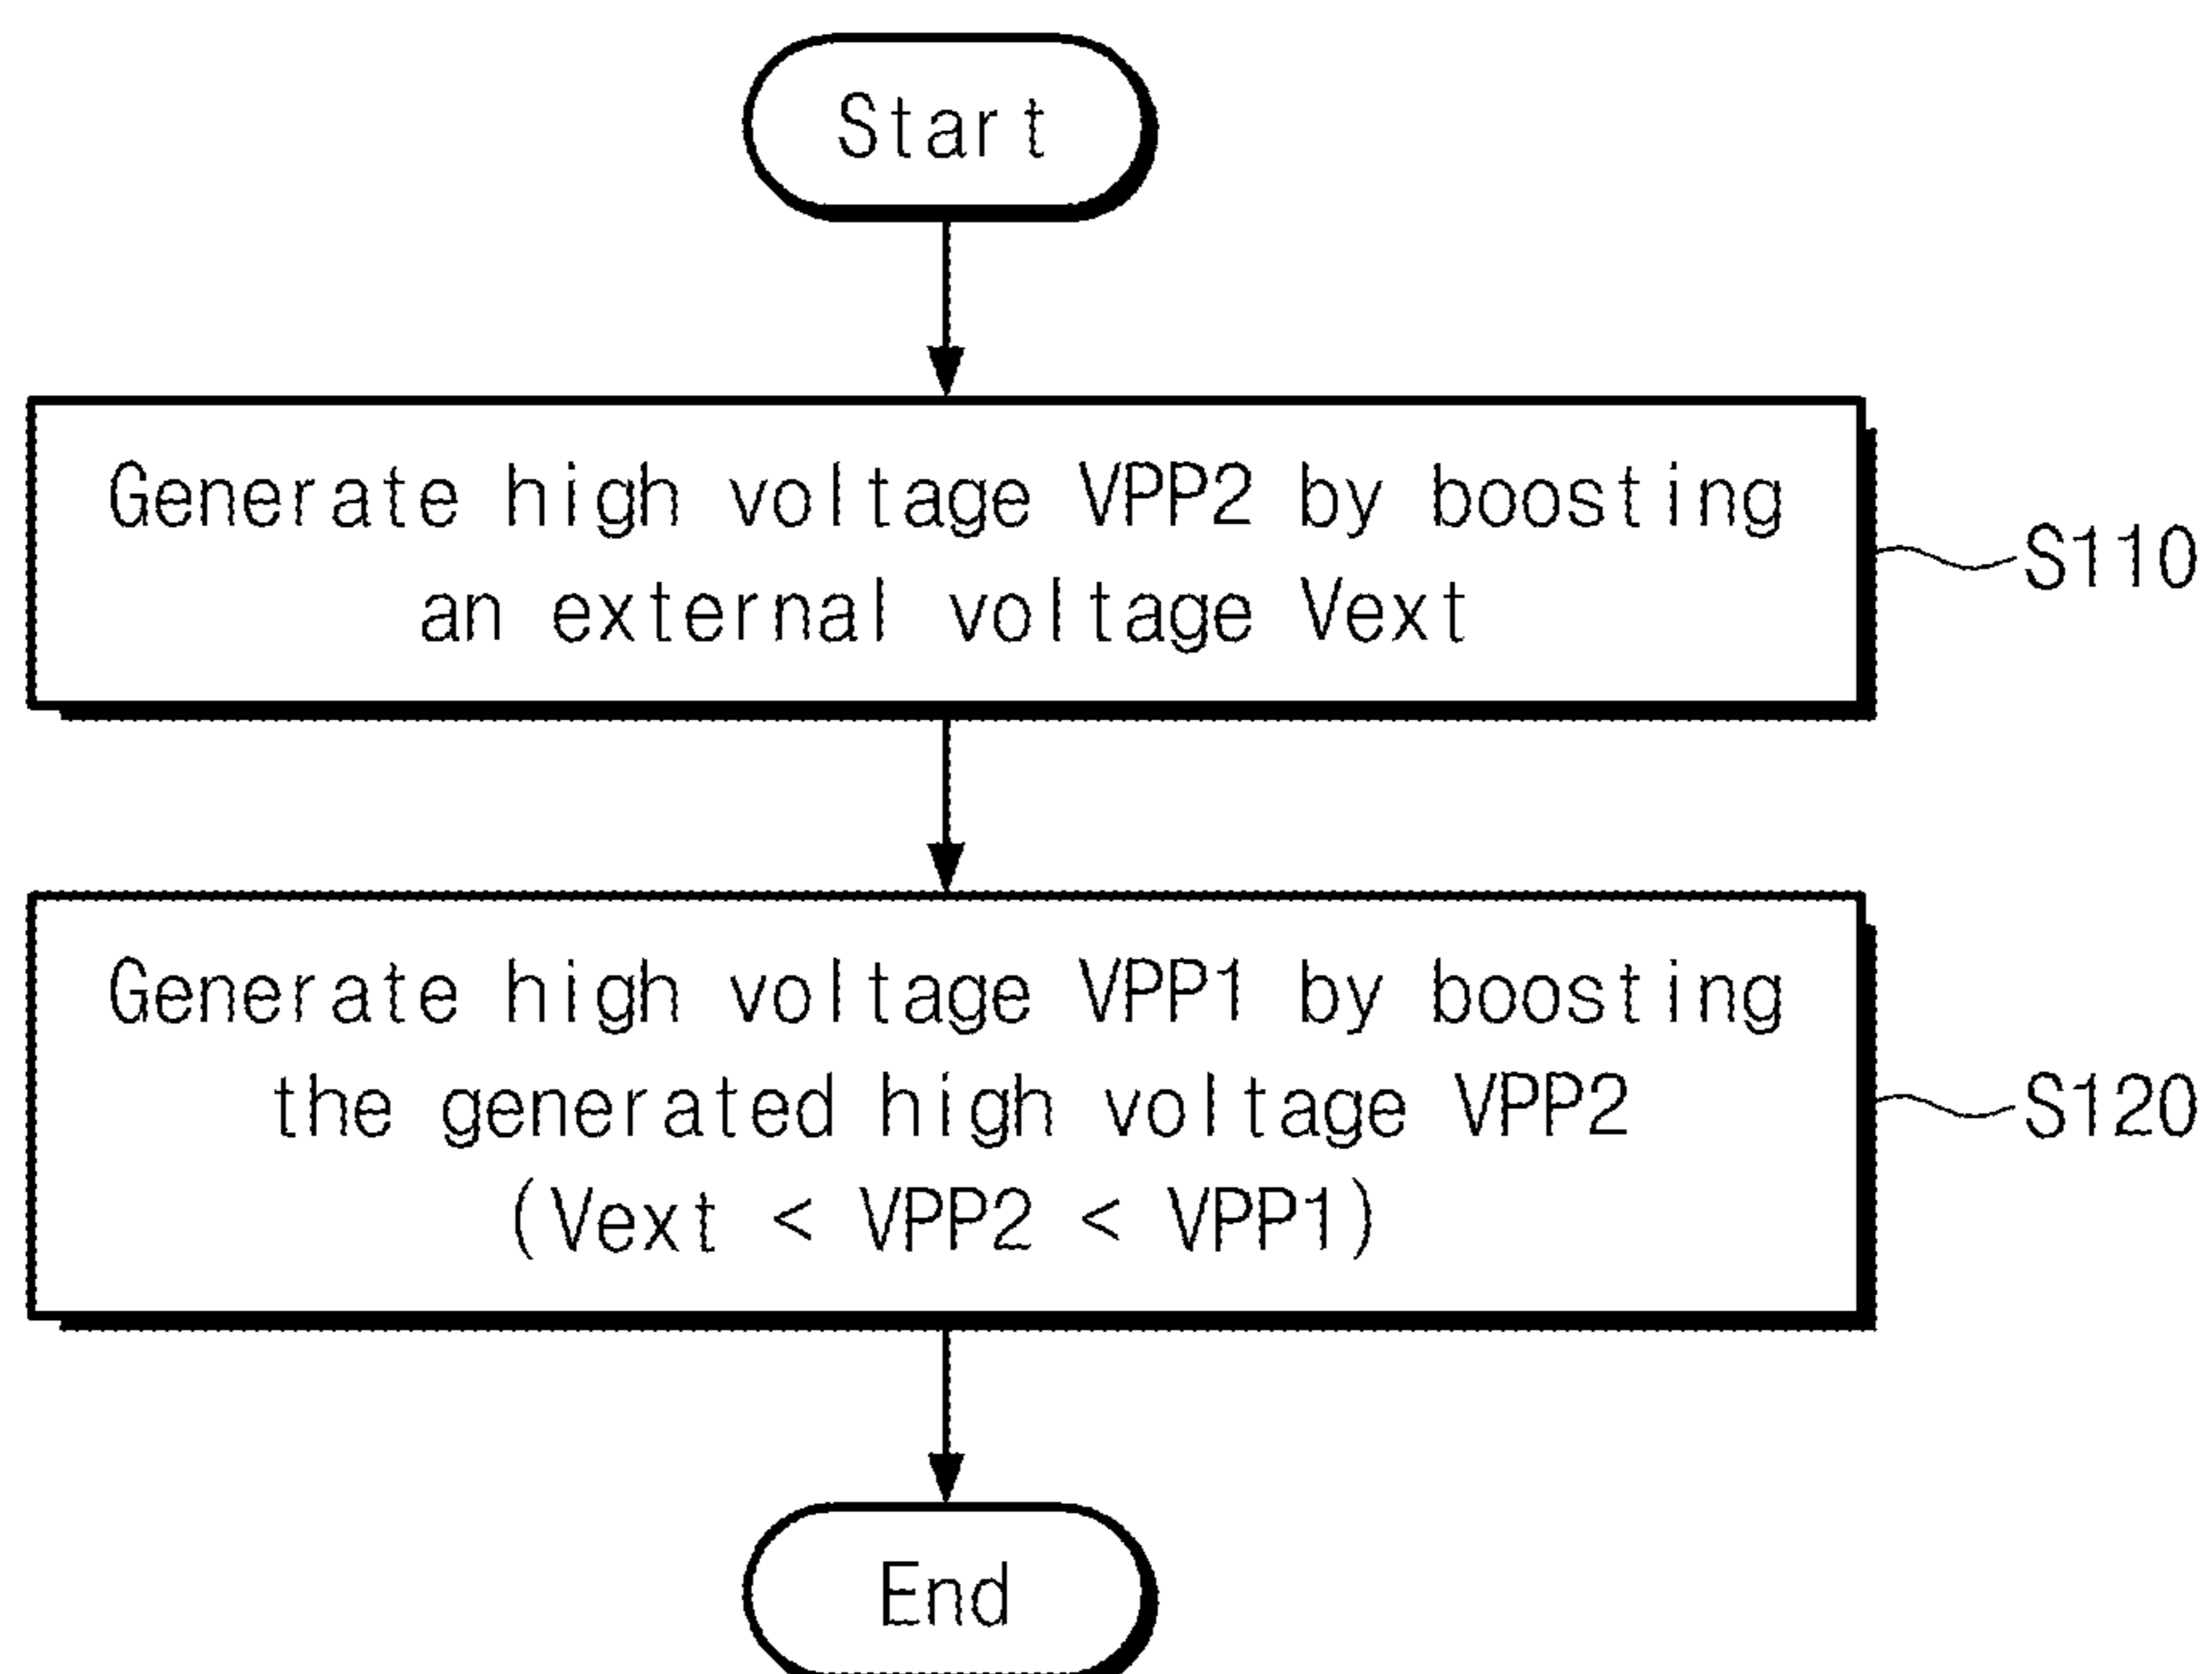 Start
Generate high voltage VPP2 by boosting
an external voltage Vext
S110
Generate high voltage VPP1 by boosting
the generated high voltage VPP2
(Vext < VPP2 < VPP1)
S120
End